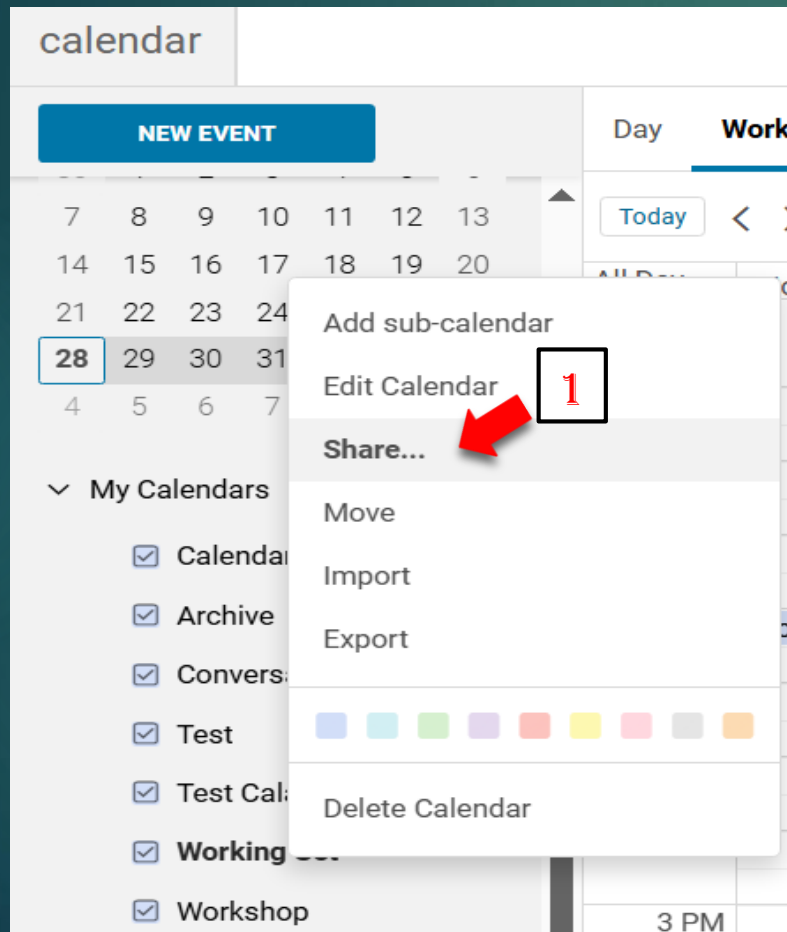 calendar
NEW EVENT
Day Work
7 8 9 10 11 12 13
Today
14 15 16 17 18 19 20
21 22 23 24
28 29 30 31
4 5 6 7
Add sub-calendar
Edit Calendar
1
Share...
Move
Import
Export
Delete Calendar
My Calendars
Archive
Test
Test
Working
Workshop
3 PM